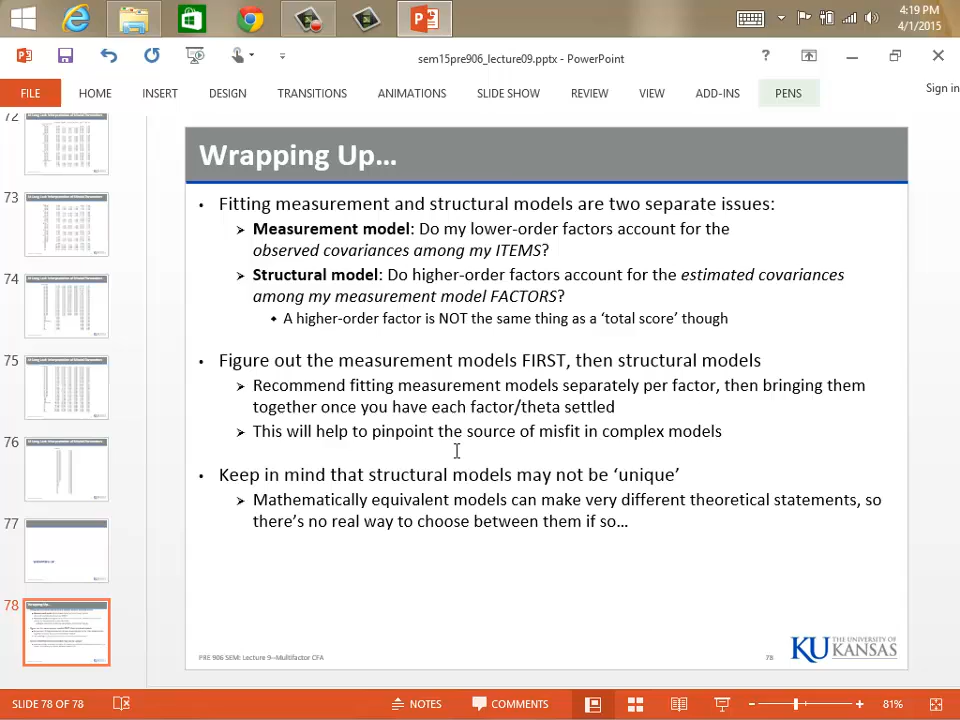 4:19 PM
4/1/2015
sem15pre906_lecture09.pptx - PowerPoint
?
Sign in
FILE
HOME
INSERT
DESIGN
TRANSITIONS
ANIMATIONS
SLIDE SHOW
REVIEW
VIEW
ADD-INS
PENS
72
73
74
75
76
77
78
Wrapping Up…
• Fitting measurement and structural models are two separate issues:
➢ Measurement model: Do my lower-order factors account for the
observed covariances among my ITEMS?
➢ Structural model: Do higher-order factors account for the estimated covariances
among my measurement model FACTORS?
◆ A higher-order factor is NOT the same thing as a ‘total score’ though
• Figure out the measurement models FIRST, then structural models
➢ Recommend fitting measurement models separately per factor, then bringing them
together once you have each factor/theta settled
➢ This will help to pinpoint the source of misfit in complex models
• Keep in mind that structural models may not be ‘unique’
➢ Mathematically equivalent models can make very different theoretical statements, so
there’s no real way to choose between them if so…
PRE 906 SEM: Lecture 9--Multifactor CFA
78
KU THE UNIVERSITY OF
KANSAS
SLIDE 78 OF 78
NOTES
COMMENTS
81%